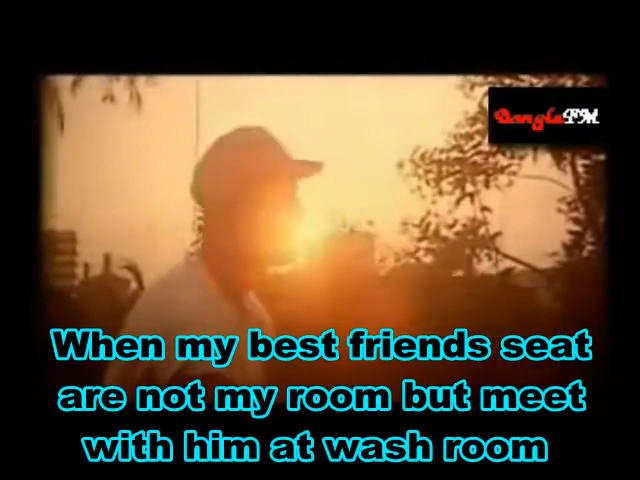 BanglaFM
When my best friends seat
are not my room but meet
with him at wash room